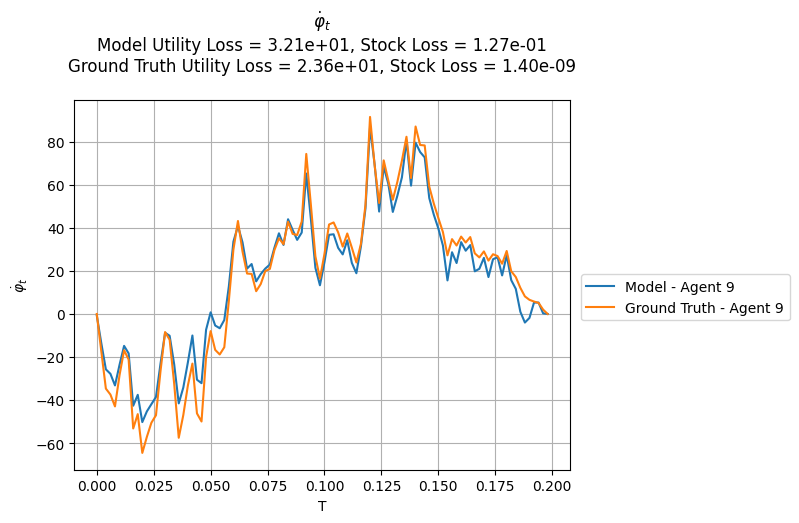 φ̇ₜ
Model Utility Loss = 3.21e+01, Stock Loss = 1.27e-01
Ground Truth Utility Loss = 2.36e+01, Stock Loss = 1.40e-09
80
60
40
20
0
−20
−40
−60
φ̇ₜ
0.000 0.025 0.050 0.075 0.100 0.125 0.150 0.175 0.200
T
Model - Agent 9
Ground Truth - Agent 9